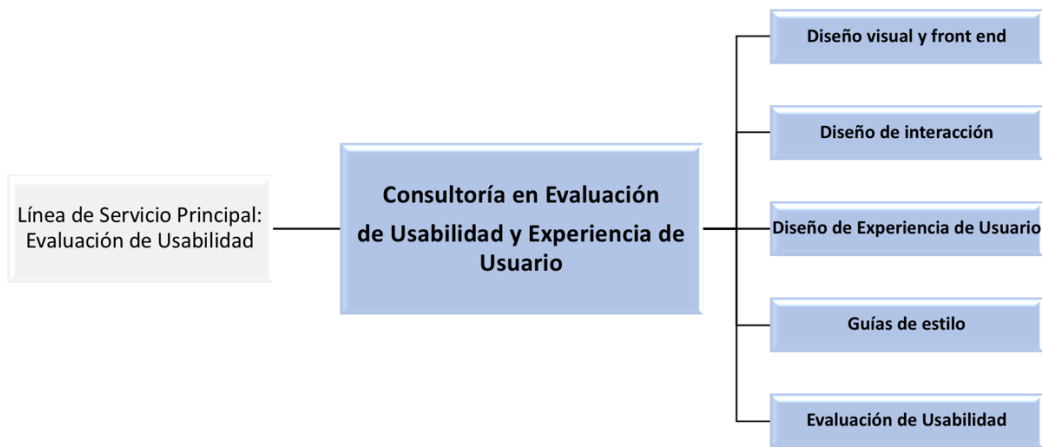 Línea de Servicio Principal:
Evaluación de Usabilidad
Consultoría en Evaluación
de Usabilidad y Experiencia de
Usuario
Diseño visual y front end
Diseño de interacción
Diseño de Experiencia de Usuario
Guías de estilo
Evaluación de Usabilidad